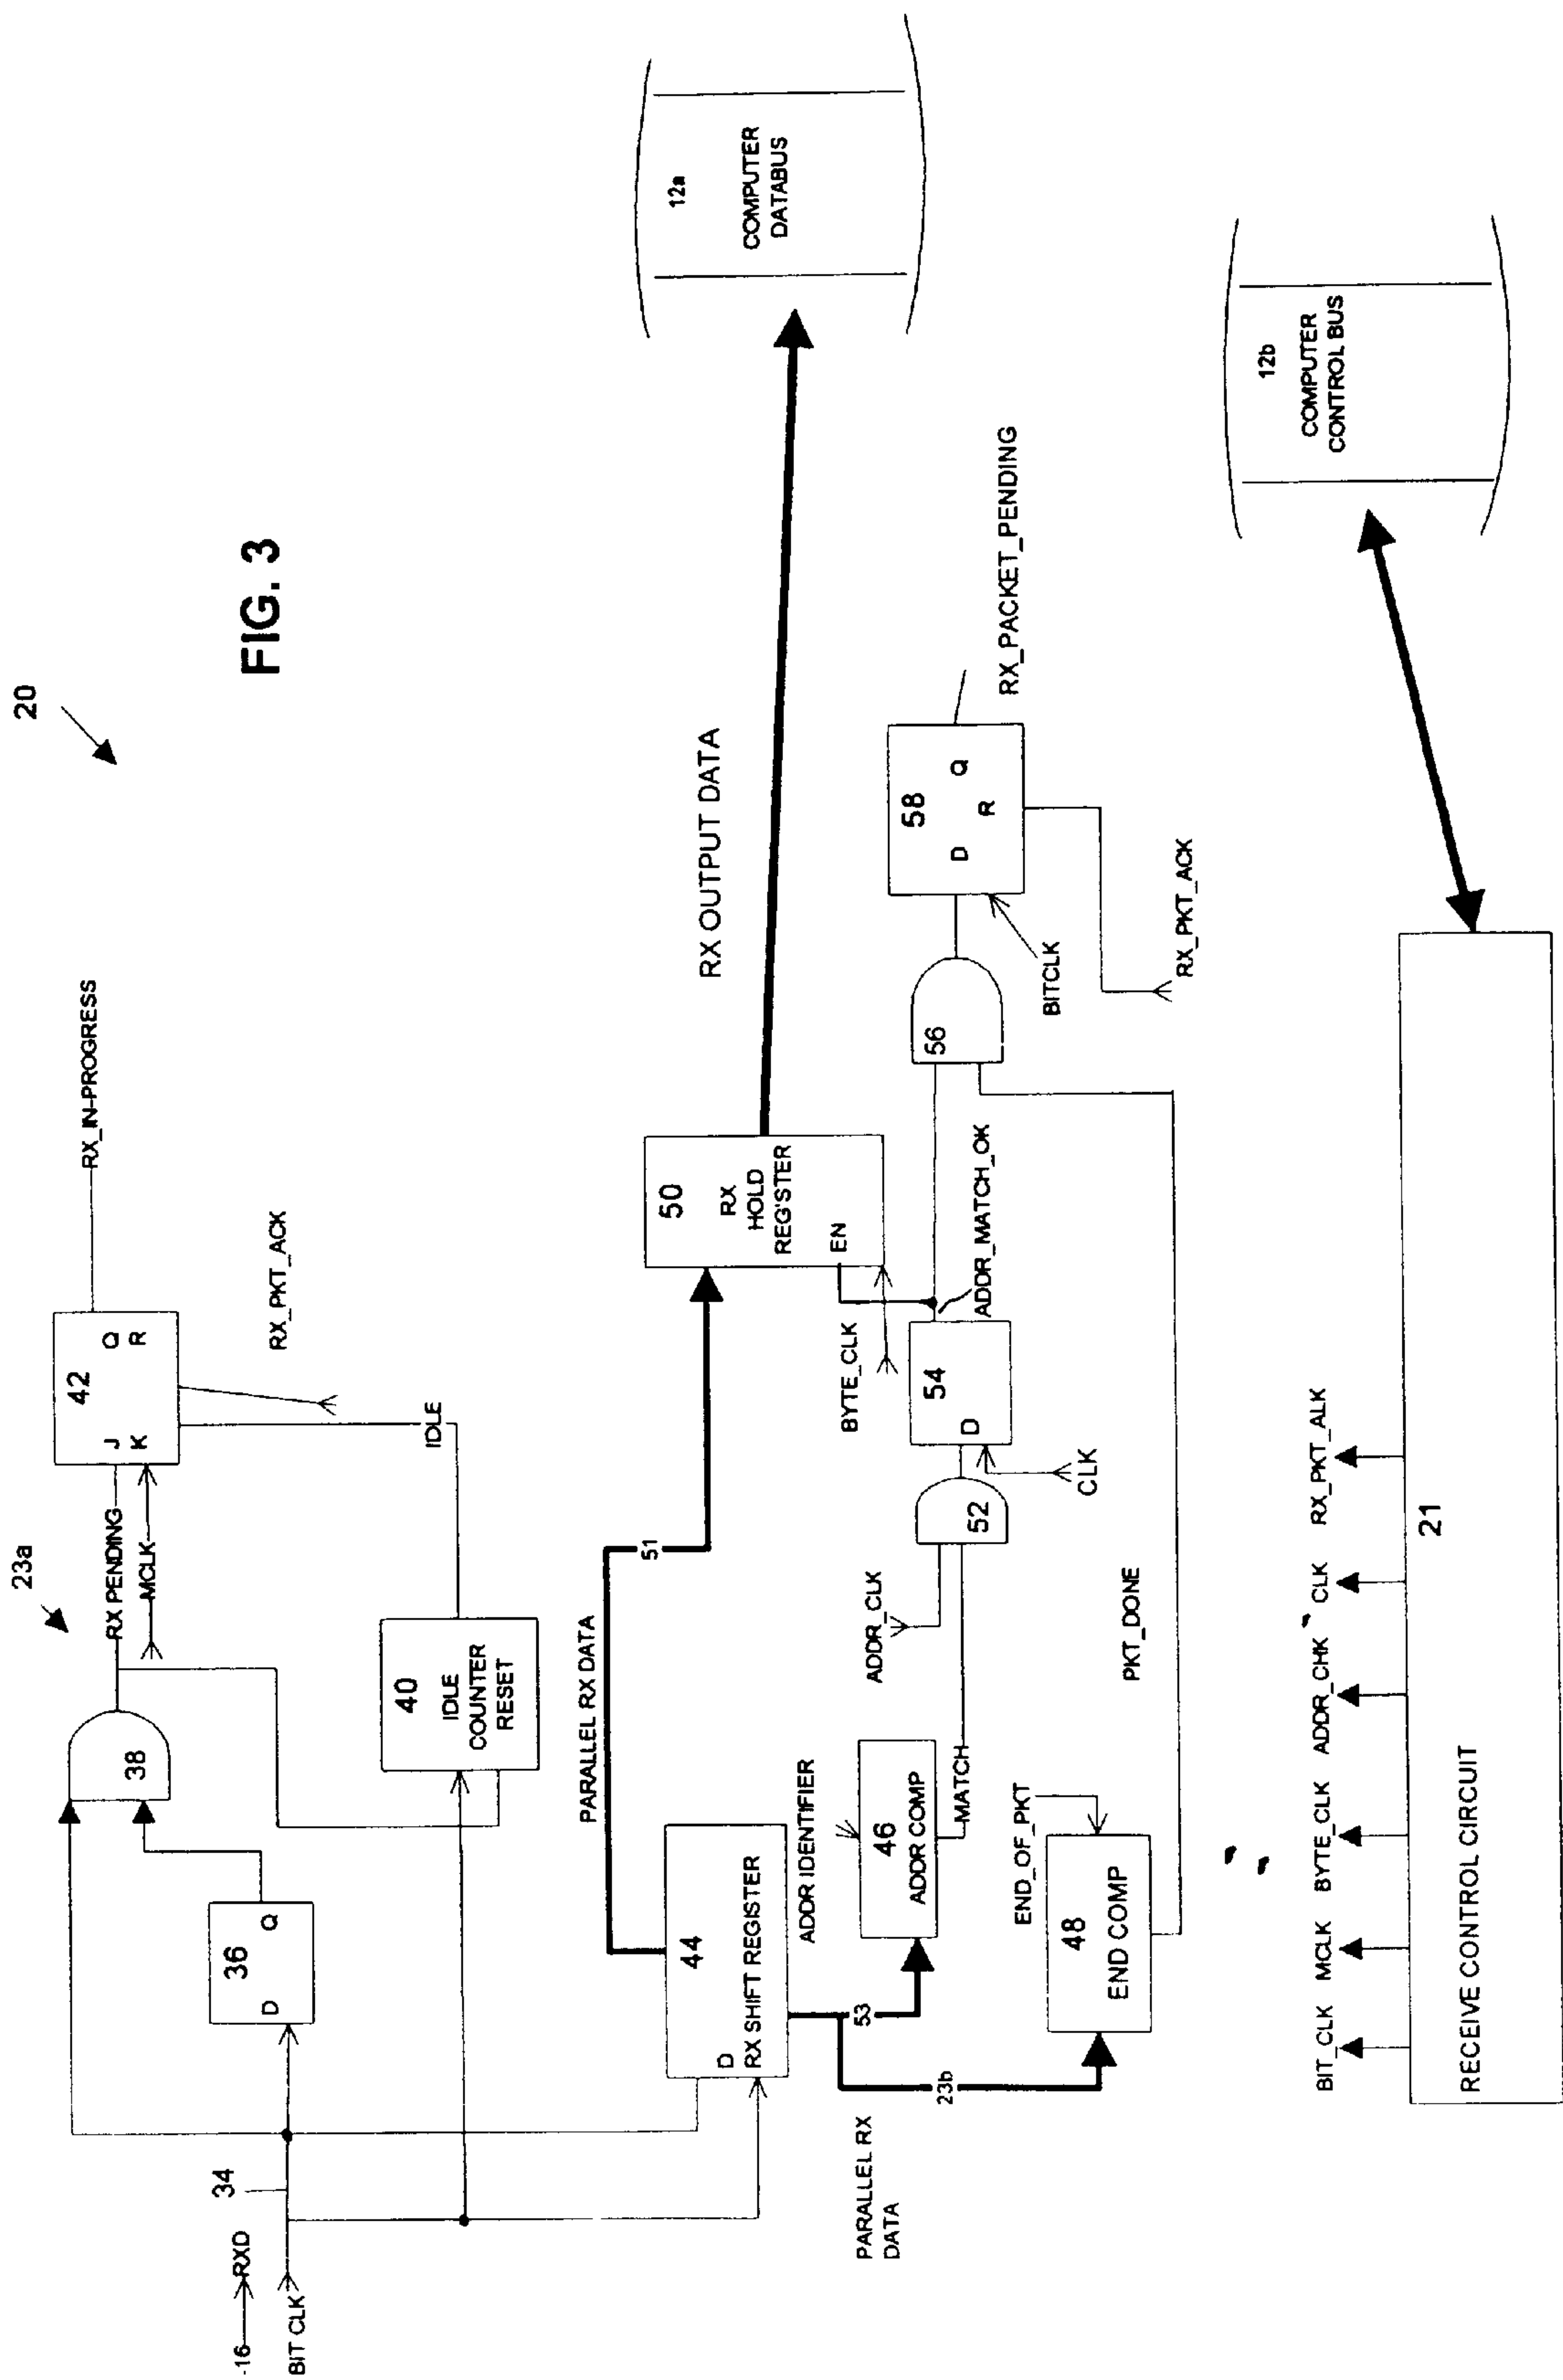 20
FIG. 3
23a
-16
RXD
34
BIT CLK
36
D
Q
38
RX PENDING
MCLK
42
J
K
Q
R
RX_IN-PROGRESS
RX_PKT_ACK
IDLE
40
IDLE
COUNTER
RESET
PARALLEL RX DATA
51
44
D
RX SHIFT REGISTER
53
23b
PARALLEL RX
DATA
ADDR IDENTIFIER
46
ADDR COMP
MATCH
END_OF_PKT
48
END COMP
PKT_DONE
ADDR_CLK
52
CLK
54
D
ADDR_MATCH_OK
BYTE_CLK
50
RX
HOLD
REG'STER
EN
RX OUTPUT DATA
56
BITCLK
58
D
Q
R
RX_PACKET_PENDING
RX_PKT_ACK
12a
COMPUTER
DATABUS
12b
COMPUTER
CONTROL BUS
BIT_CLK
MCLK
BYTE_CLK
ADDR_CHK
CLK
RX_PKT_ALK
RECEIVE CONTROL CIRCUIT
21